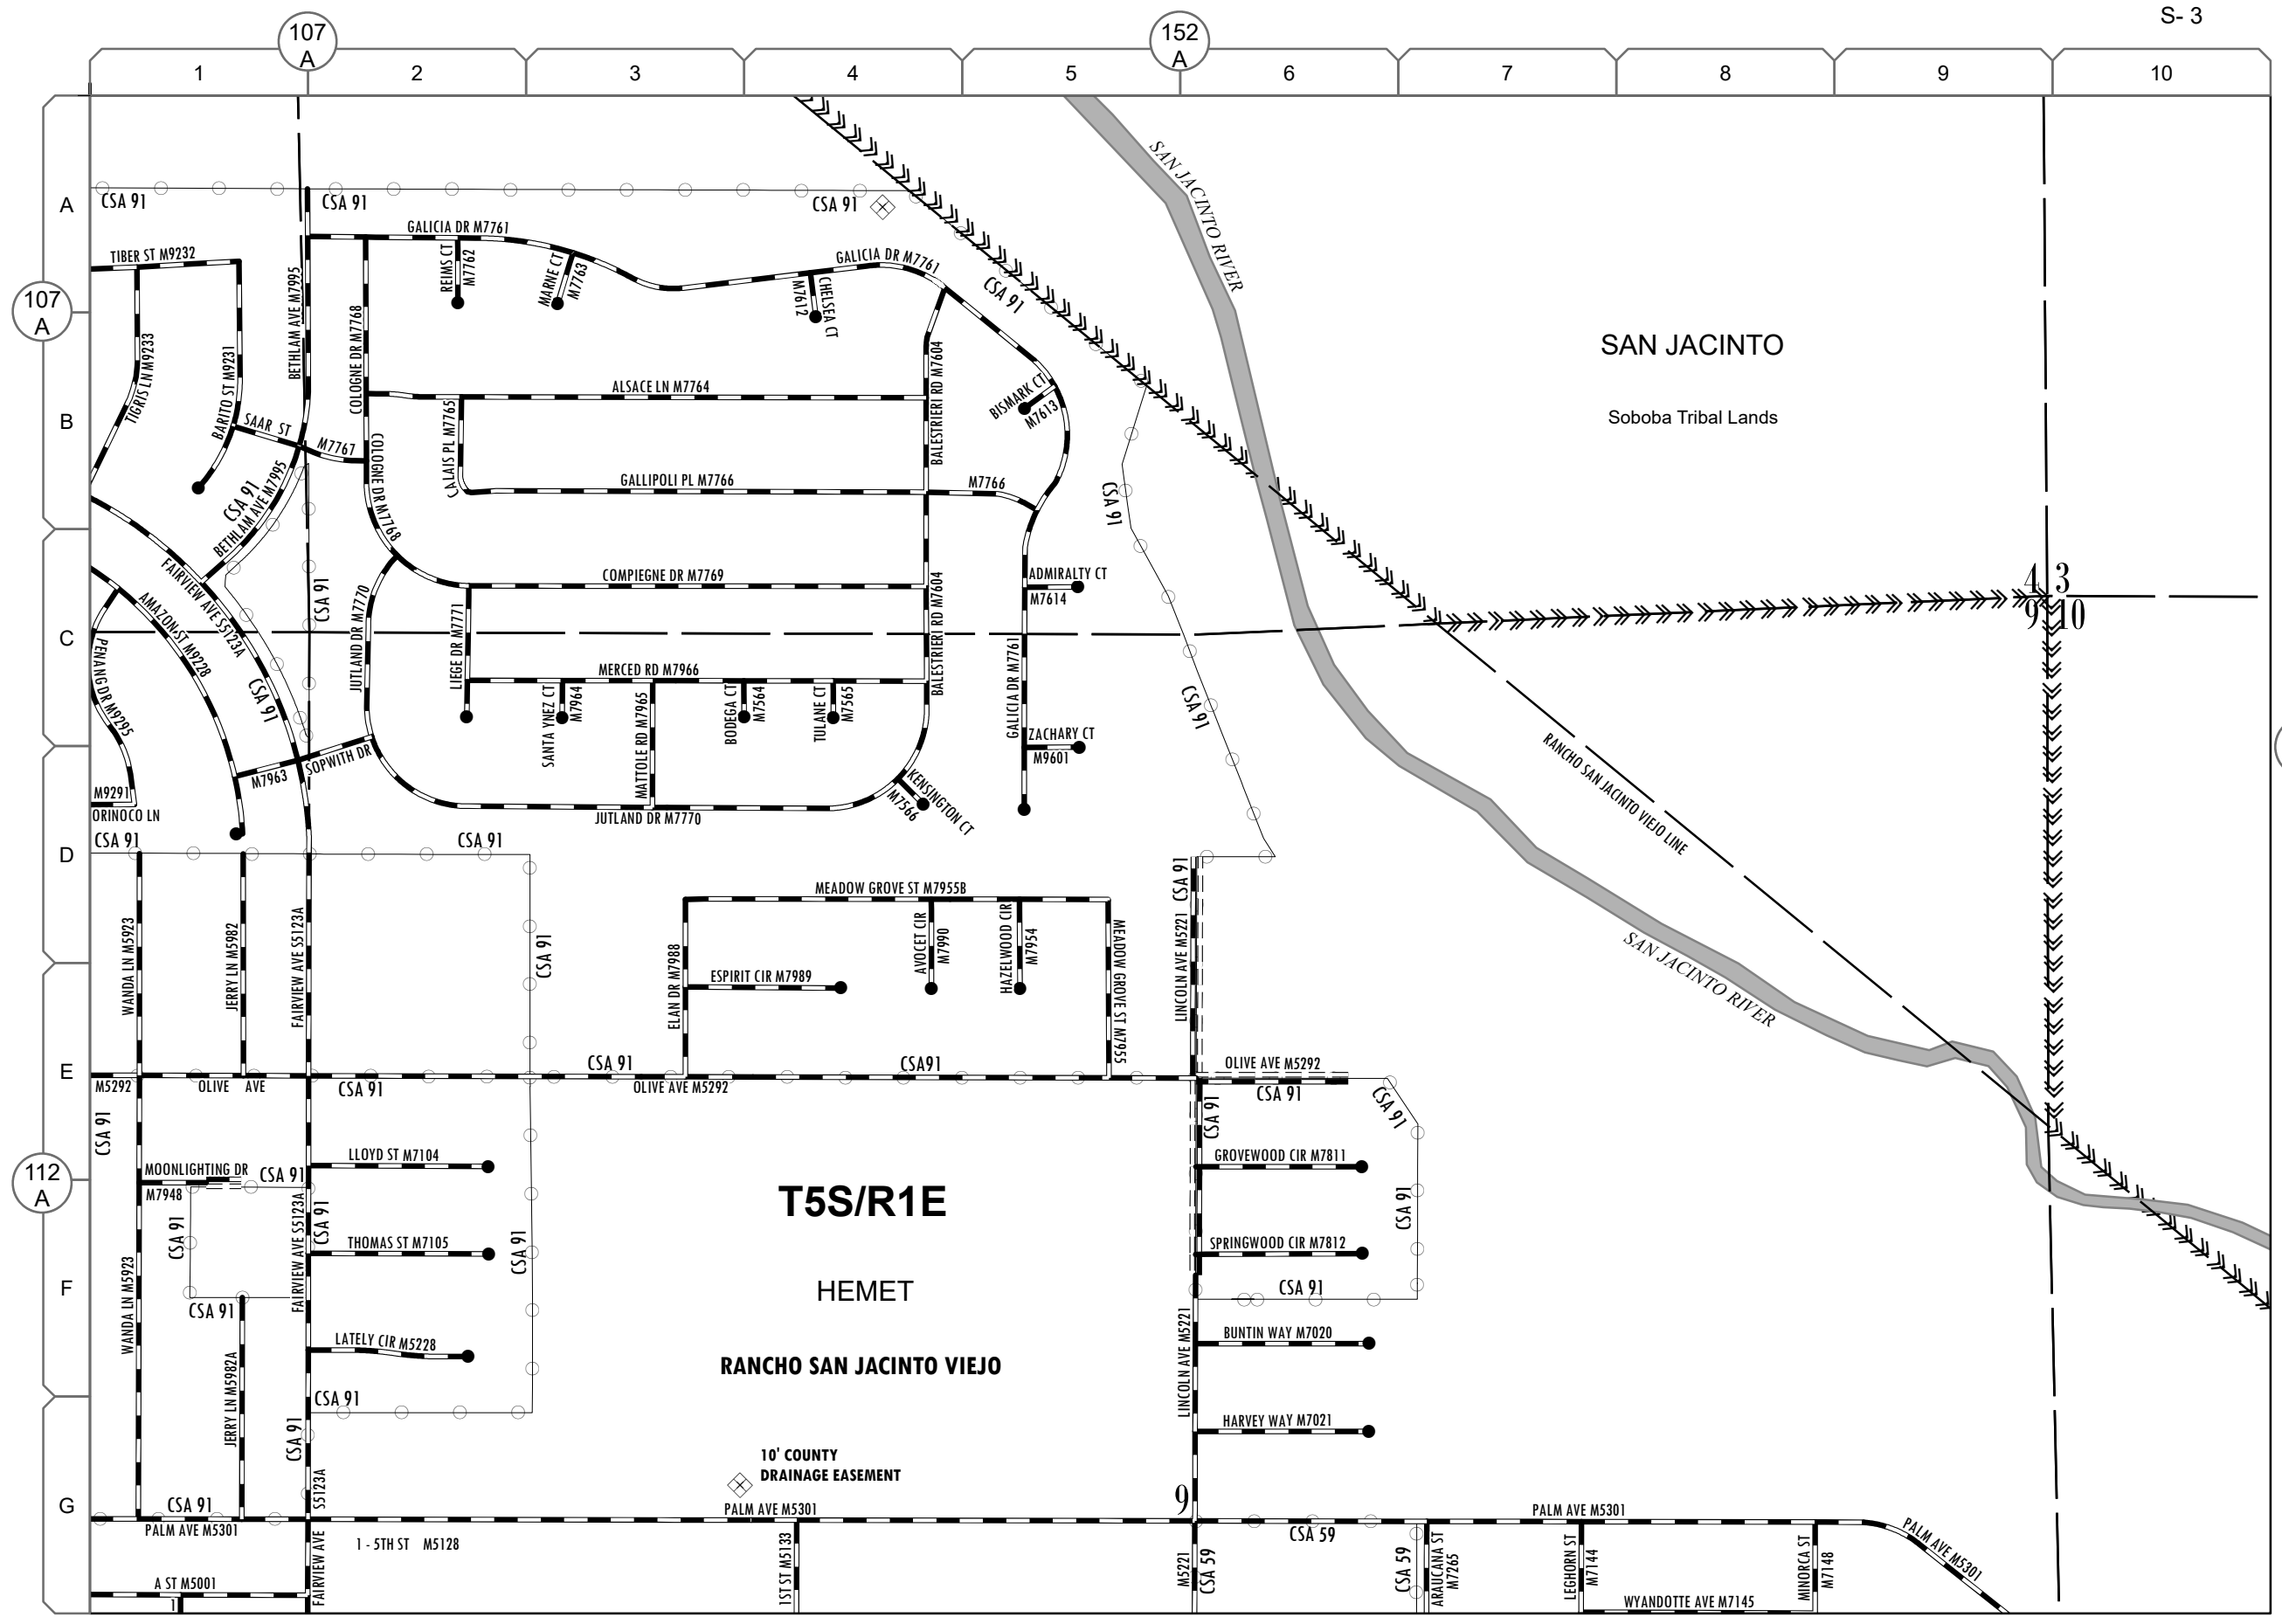 S- 3
107
A
152
A
1
2
3
4
5
6
7
8
9
10
A
B
C
D
E
F
G
107
A
112
A
CSA 91
CSA 91
CSA 91
CSA 91
SAN JACINTO RIVER
TIBER ST M9232
GALICIA DR M7761
GALICIA DR M7761
REIMS CT
M7762
MARNE CT
M7763
CHELSEA CT
M7612
BETHLAM AVE M7995
COLOGNE DR M7768
TIGRIS LN M9233
BARITO ST M9231
SAAR ST
M7767
ALSACE LN M7764
BALESTRIERI RD M7604
BISMARK CT
M7613
CALAIS PL M7765
COLOGNE DR M7768
GALLIPOLI PL M7766
M7766
CSA 91
BETHLAM AVE M7995
CSA 91
SAN JACINTO
Soboba Tribal Lands
FAIRVIEW AVE S5123A
AMAZON ST M9228
CSA 91
PENANG DR M9295
CSA 91
JUTLAND DR M7770
COMPIEGNE DR M7769
LIEGE DR M7771
BALESTRIERI RD M7604
ADMIRALTY CT
M7614
GALICIA DR M7761
MERCED RD M7966
SANTA YNEZ CT
M7964
MATTOLE RD M7965
BODEGA CT
M7564
TULANE CT
M7565
ZACHARY CT
M9601
CSA 91
4 3
9 10
M7963
SOPWITH DR
M9291
ORINOCO LN
KENSINGTON CT
M7566
JUTLAND DR M7770
RANCHO SAN JACINTO VIEJO LINE
CSA 91
CSA 91
CSA 91
CSA 91
WANDA LN M5923
JERRY LN M5982
FAIRVIEW AVE S5123A
MEADOW GROVE ST M7955B
AVOCET CIR
M7990
HAZELWOOD CIR
M7954
MEADOW GROVE ST M7955
ELAN DR M7988
ESPIRIT CIR M7989
LINCOLN AVE M5221
SAN JACINTO RIVER
M5292
OLIVE AVE
CSA 91
CSA 91
OLIVE AVE M5292
CSA91
OLIVE AVE M5292
CSA 91
CSA 91
CSA 91
CSA 91
MOONLIGHTING DR
M7948
CSA 91
LLOYD ST M7104
CSA 91
CSA 91
THOMAS ST M7105
CSA 91
FAIRVIEW AVE S5123A
WANDA LN M5923
CSA 91
GROVEWOOD CIR M7811
CSA 91
SPRINGWOOD CIR M7812
CSA 91
T5S/R1E
HEMET
RANCHO SAN JACINTO VIEJO
LATELY CIR M5228
JERRY LN M5982A
CSA 91
CSA 91
S5123A
LINCOLN AVE M5221
BUNTIN WAY M7020
HARVEY WAY M7021
10' COUNTY
DRAINAGE EASEMENT
9
CSA 91
PALM AVE M5301
PALM AVE M5301
PALM AVE M5301
PALM AVE M5301
CSA 59
FAIRVIEW AVE
1 - 5TH ST M5128
1ST ST M5133
M5221
CSA 59
CSA 59
ARAUCANA ST
M7265
LEGHORN ST
M7144
MINORCA ST
M7148
A ST M5001
1
WYANDOTTE AVE M7145